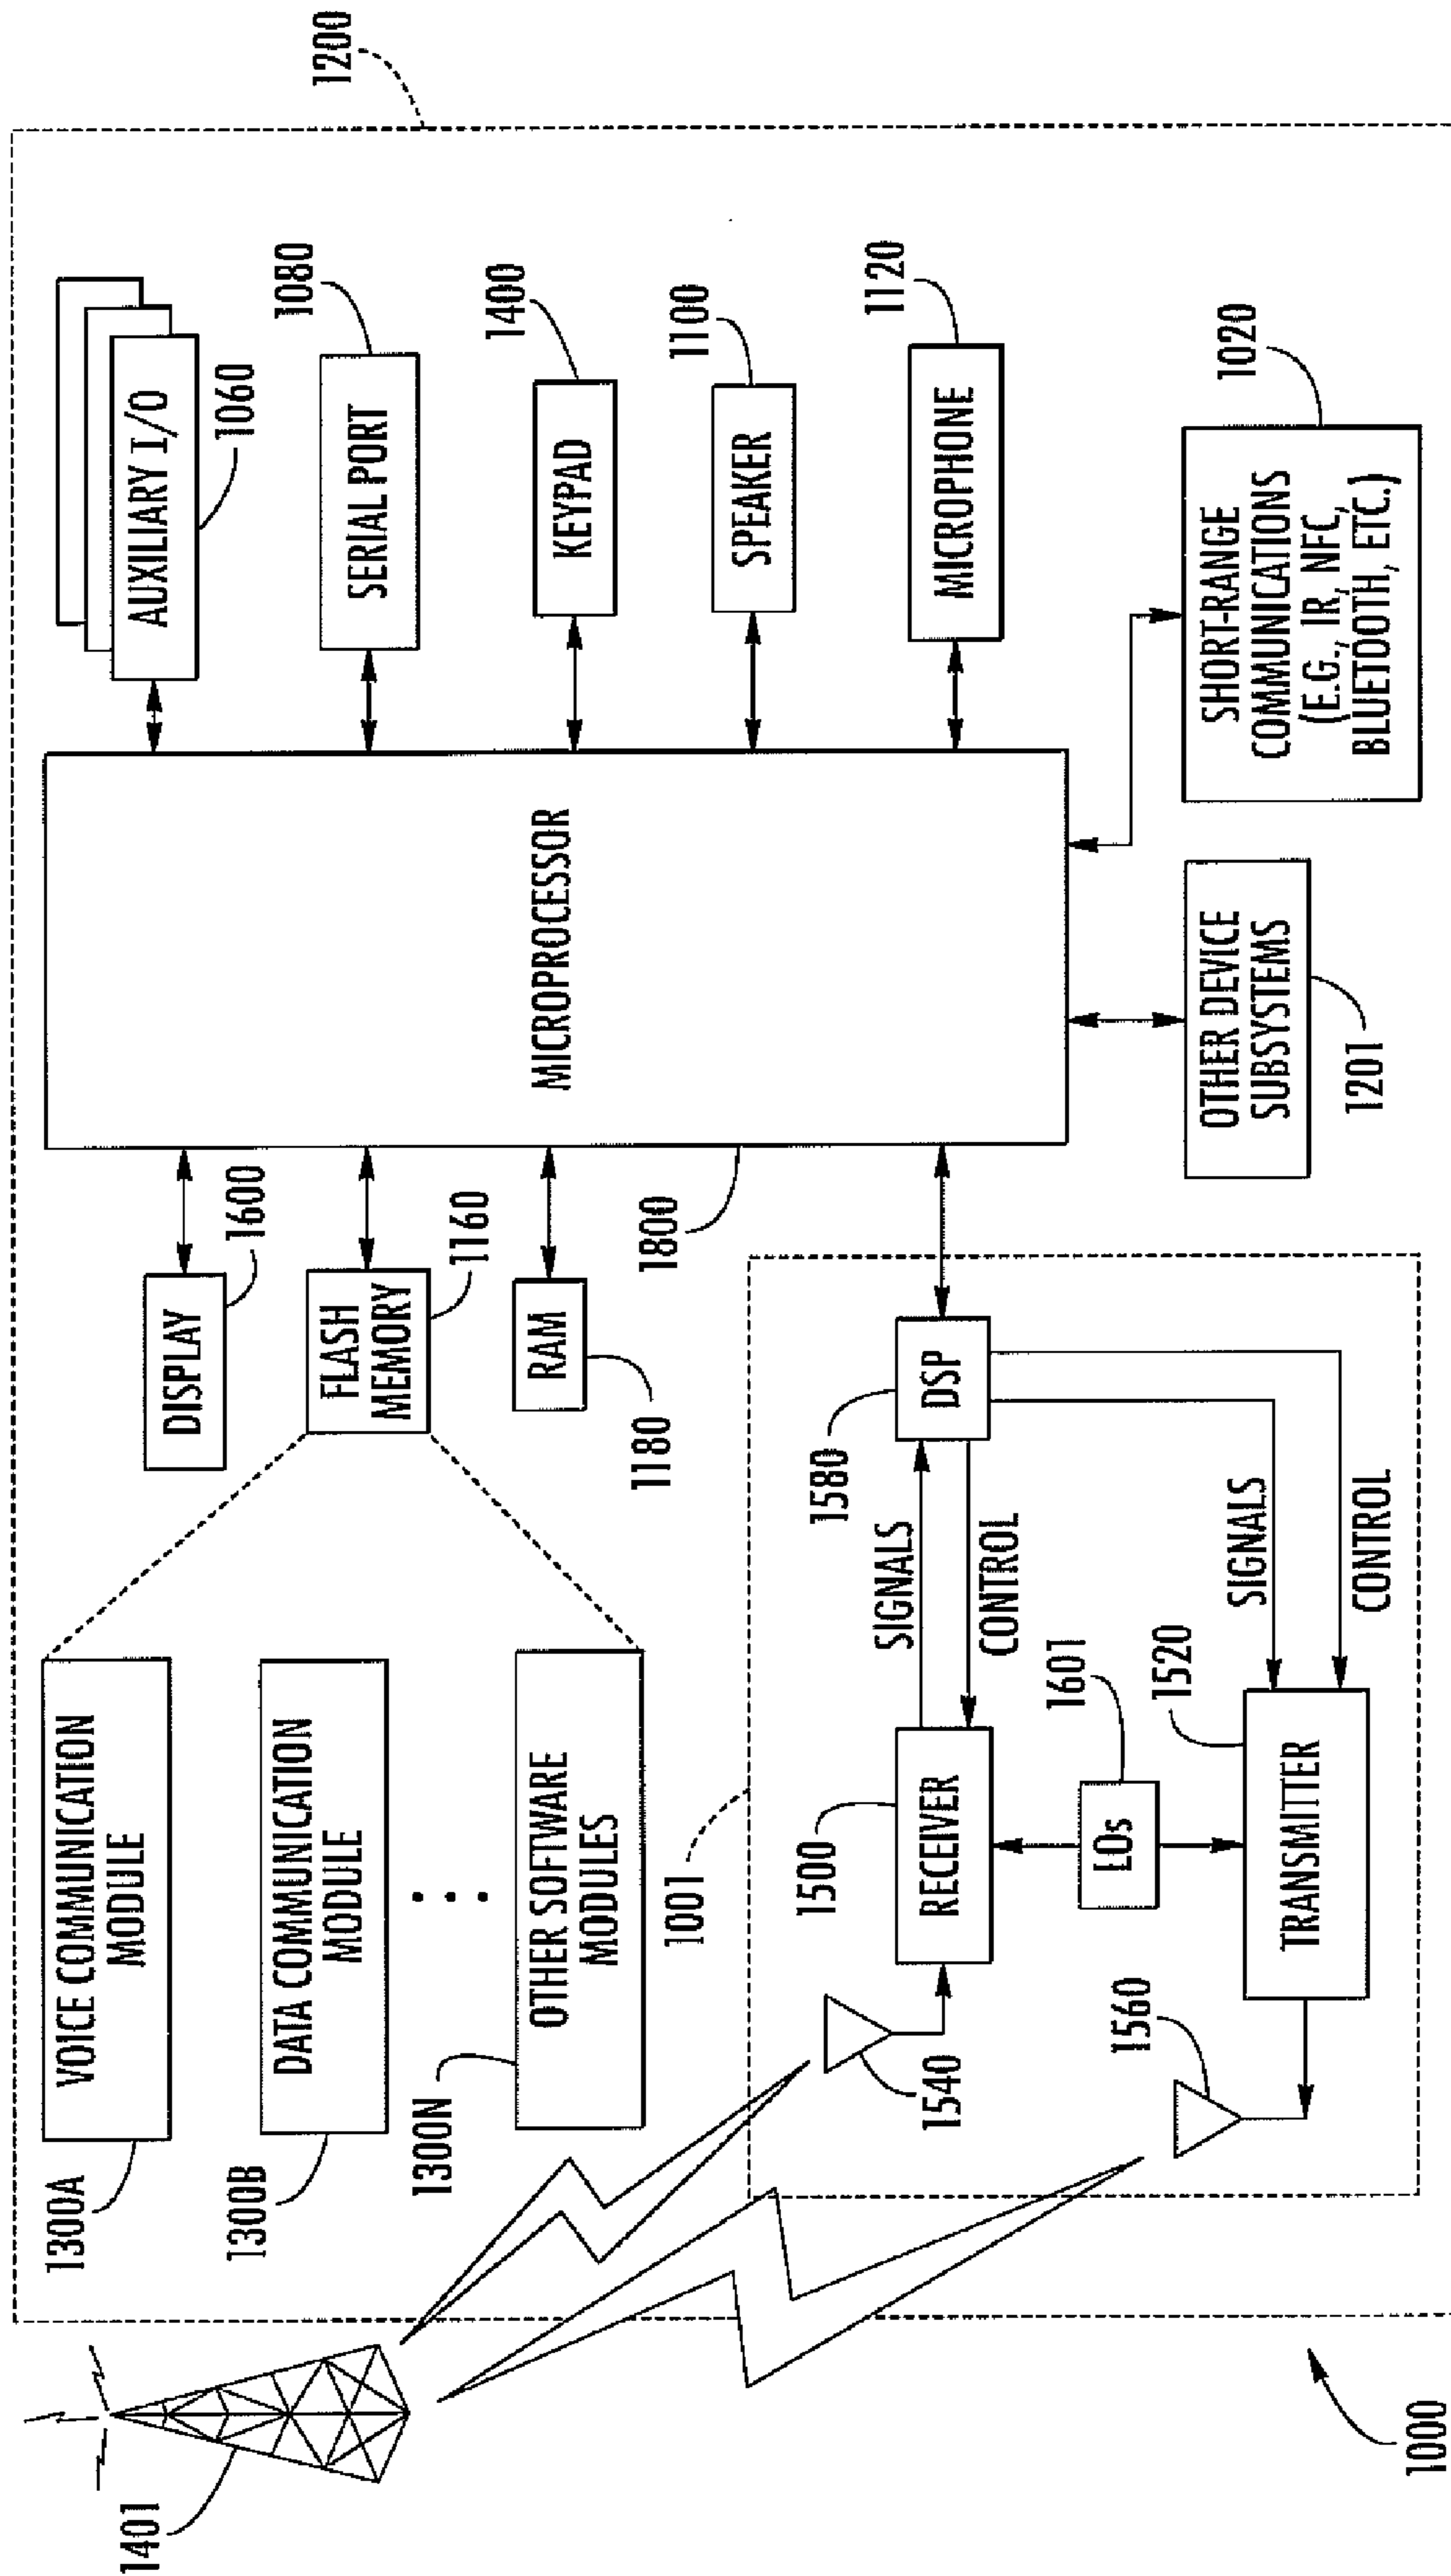 1200
AUXILIARY I/O
1060
SERIAL PORT
1080
KEYPAD
1400
SPEAKER
1100
MICROPHONE
1120
SHORT-RANGE
COMMUNICATIONS
(E.G., IR, NFC,
BLUETOOTH, ETC.)
1020
MICROPROCESSOR
1800
OTHER DEVICE
SUBSYSTEMS
1201
DISPLAY
1600
FLASH
MEMORY
1160
RAM
1180
VOICE COMMUNICATION
MODULE
1300A
DATA COMMUNICATION
MODULE
1300B
OTHER SOFTWARE
MODULES
1300N
1001
DSP
1580
SIGNALS
CONTROL
SIGNALS
CONTROL
RECEIVER
1500
LOs
1601
TRANSMITTER
1520
1540
1560
1401
1000